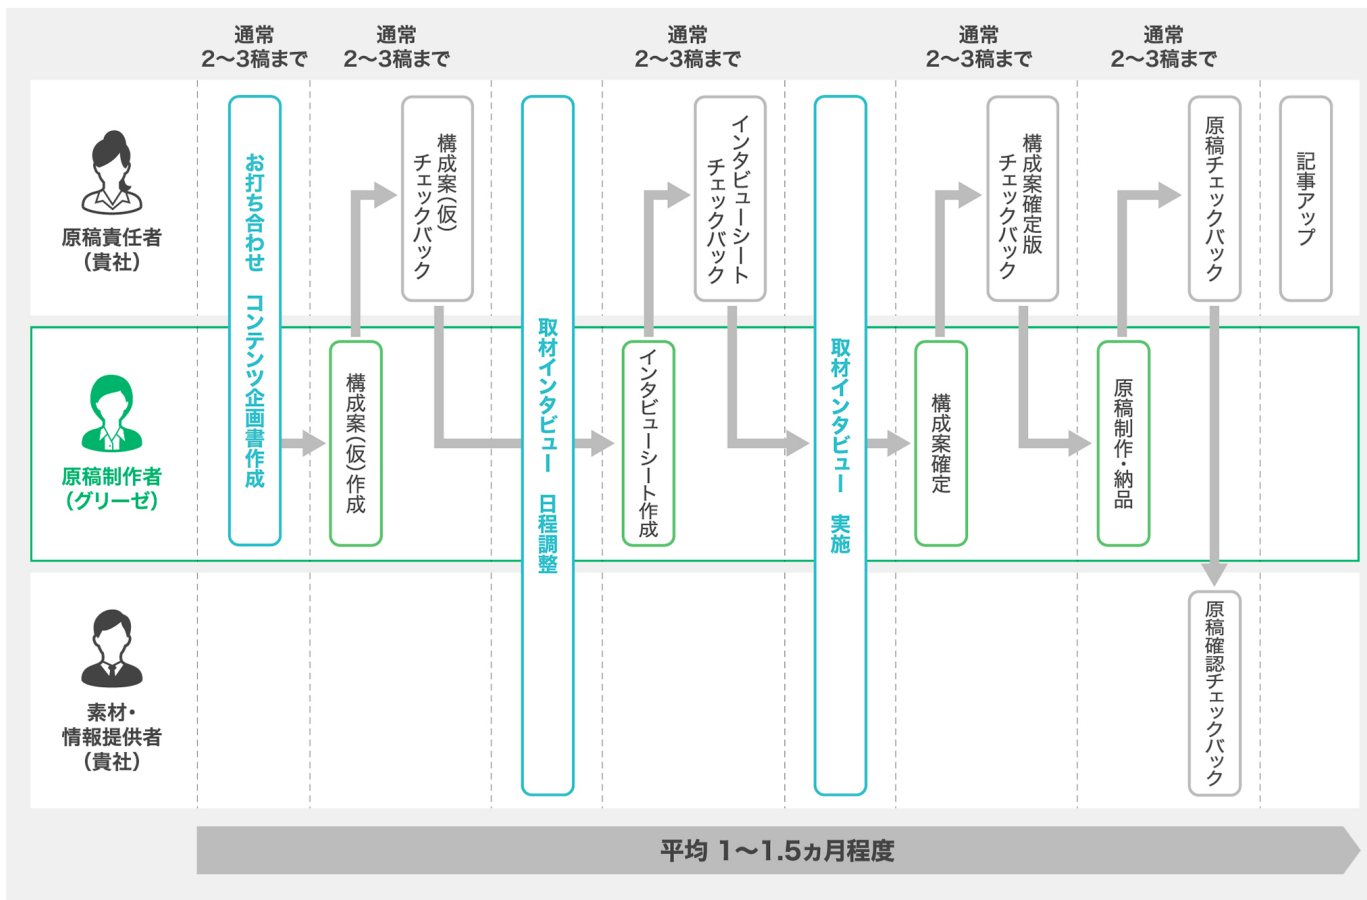 通常
2〜3稿まで
通常
2〜3稿まで
通常
2〜3稿まで
通常
2〜3稿まで
通常
2〜3稿まで
原稿責任者
（貴社）
お打ち合わせ　コンテンツ企画書作成
構成案（仮）
チェックバック
取材インタビュー　日程調整
インタビューシート
チェックバック
取材インタビュー　実施
構成案確定版
チェックバック
原稿チェックバック
記事アップ
原稿制作者
（グリーゼ）
構成案（仮）作成
インタビューシート作成
構成案確定
原稿制作・納品
素材・
情報提供者
（貴社）
原稿確認チェックバック
平均 1〜1.5ヵ月程度